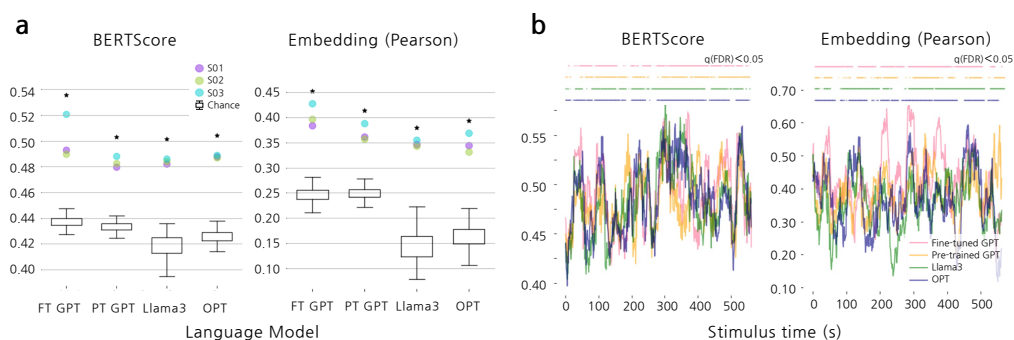 a
BERTScore
Embedding (Pearson)
S01
S02
S03
Chance
0.54
0.52
0.50
0.48
0.46
0.44
0.42
0.40
0.45
0.40
0.35
0.30
0.25
0.20
0.15
0.10
FT GPT PT GPT Llama3 OPT
FT GPT PT GPT Llama3 OPT
Language Model
b
BERTScore
Embedding (Pearson)
q(FDR)<0.05
q(FDR)<0.05
0.55
0.50
0.45
0.40
0.70
0.60
0.50
0.40
0.30
0.20
0.10
Fine-tuned GPT
Pre-trained GPT
Llama3
OPT
0 100 200 300 400 500
0 100 200 300 400 500
Stimulus time (s)